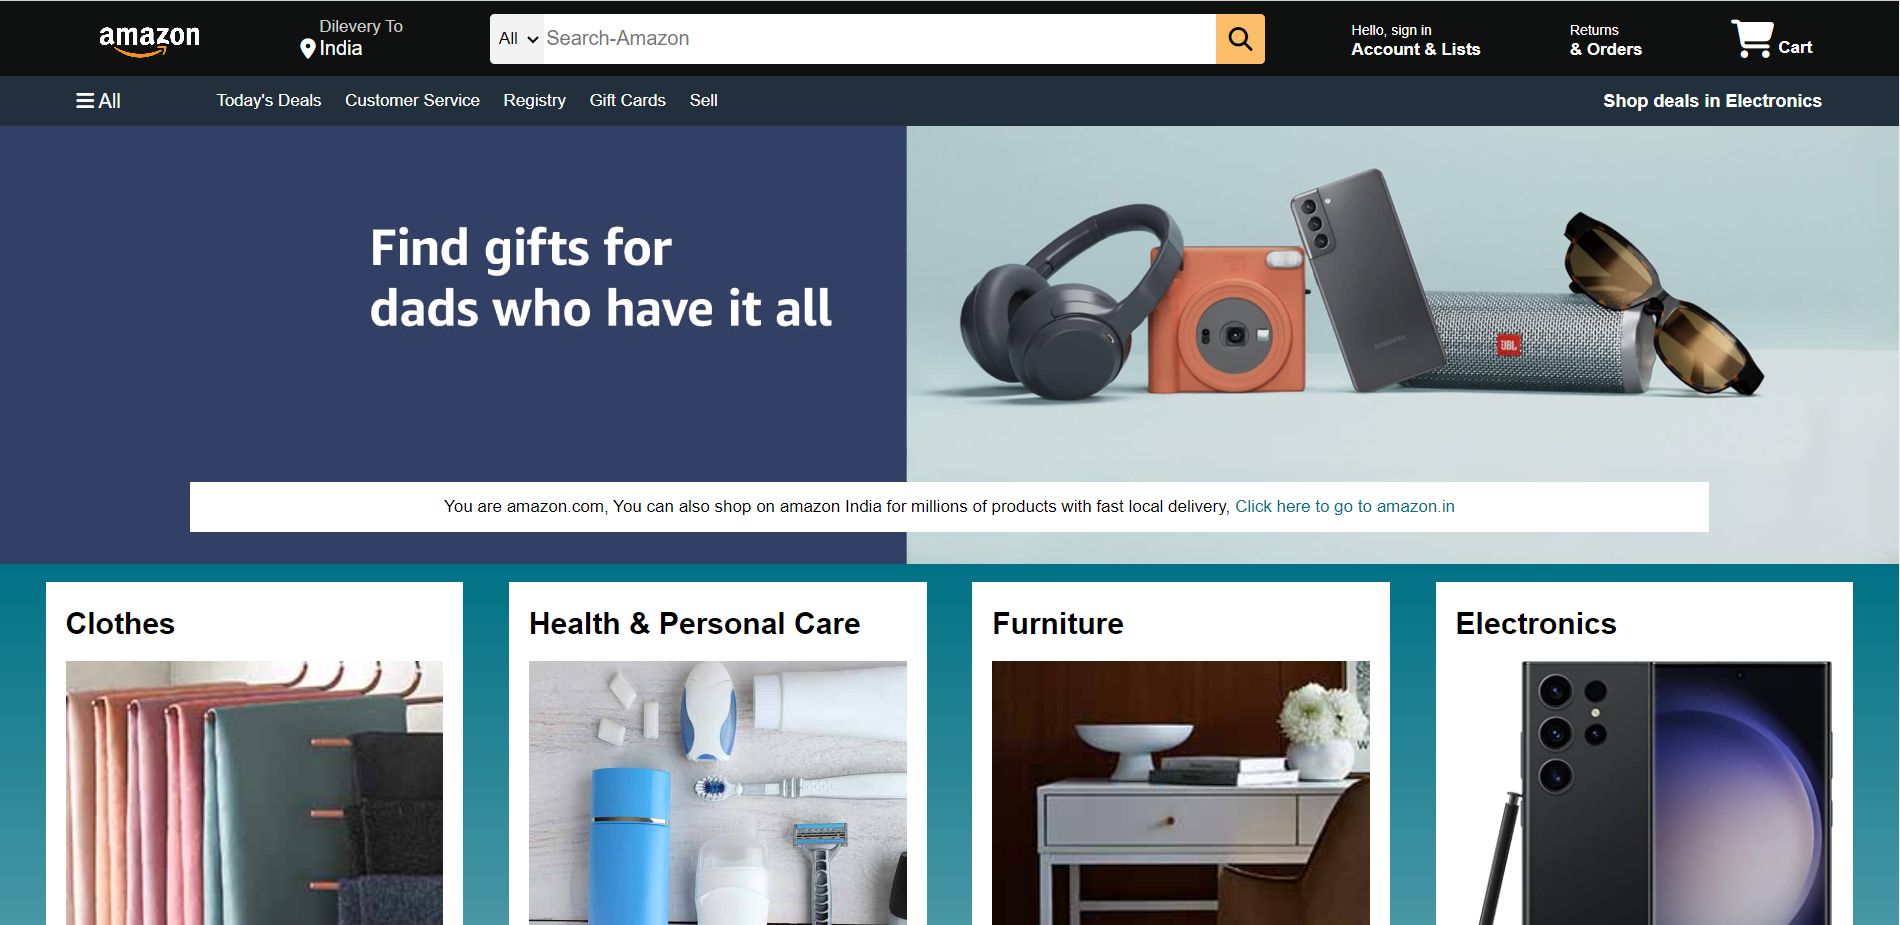 amazon
Dilevery To
India
All
Search-Amazon
Hello, sign in
Account & Lists
Returns
& Orders
Cart
All
Today's Deals
Customer Service
Registry
Gift Cards
Sell
Shop deals in Electronics
Find gifts for
dads who have it all
SAMSUNG
JBL
You are amazon.com, You can also shop on amazon India for millions of products with fast local delivery, Click here to go to amazon.in
Clothes
Health & Personal Care
Furniture
Electronics
W